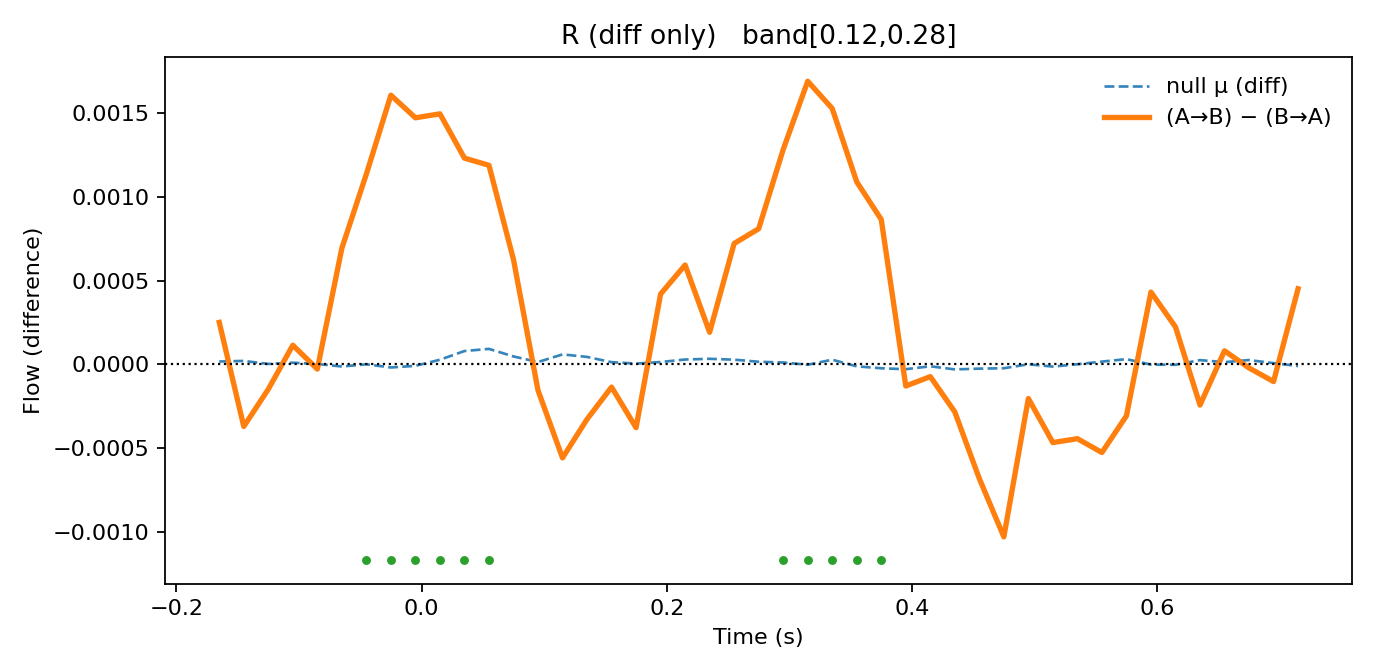 R (diff only)   band[0.12,0.28]
null μ (diff)
(A→B) − (B→A)
Flow (difference)
0.0015
0.0010
0.0005
0.0000
−0.0005
−0.0010
−0.2 0.0 0.2 0.4 0.6
Time (s)